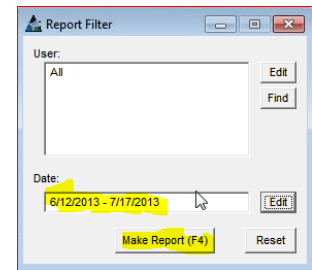 Report Filter
User:
All
Edit
Find
Date:
6/12/2013 - 7/17/2013
Edit
Make Report (F4)
Reset